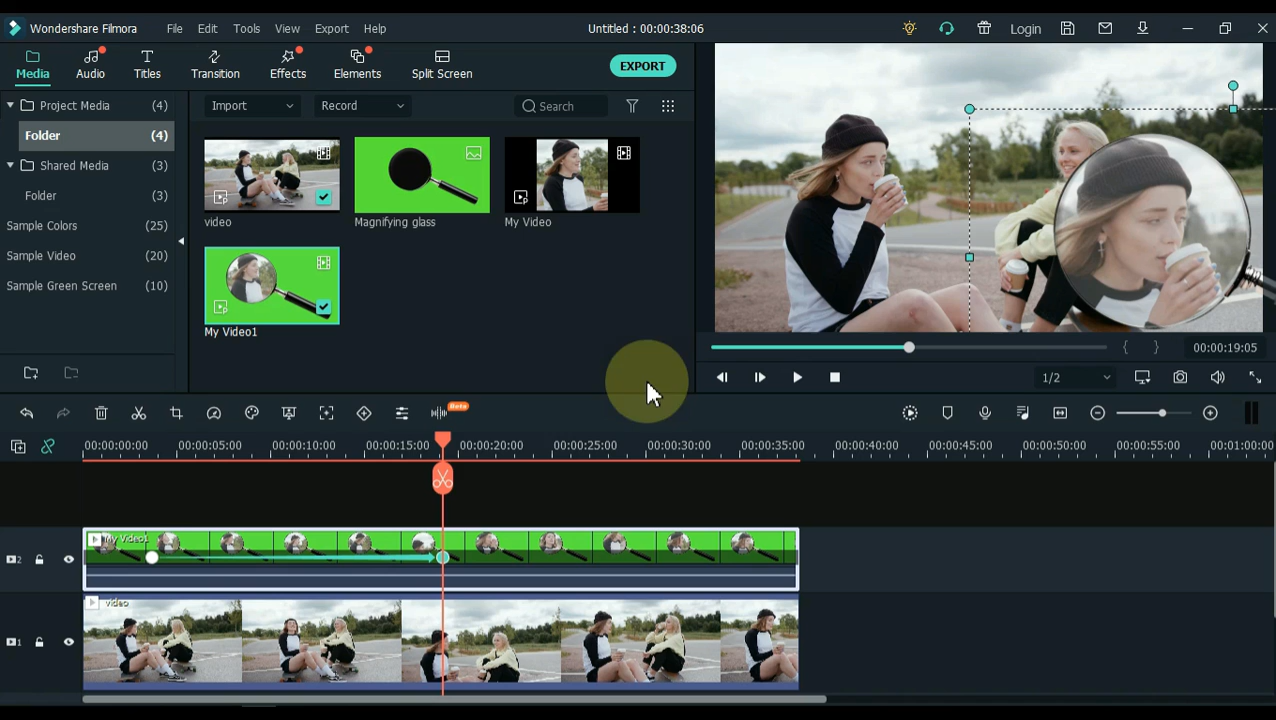 Wondershare Filmora File Edit Tools View Export Help Untitled : 00:00:38:06 Login
Media Audio Titles Transition Effects Elements Split Screen EXPORT
Project Media (4)
Folder (4)
Shared Media (3)
Folder (3)
Sample Colors (25)
Sample Video (20)
Sample Green Screen (10)
Import Record Search
video Magnifying glass My Video
My Video1
00:00:19:05
1/2
Beta
00:00:00:00 00:00:05:00 00:00:10:00 00:00:15:00 00:00:20:00 00:00:25:00 00:00:30:00 00:00:35:00 00:00:40:00 00:00:45:00 00:00:50:00 00:00:55:00 00:01:00:00
My Video1
2
video
1